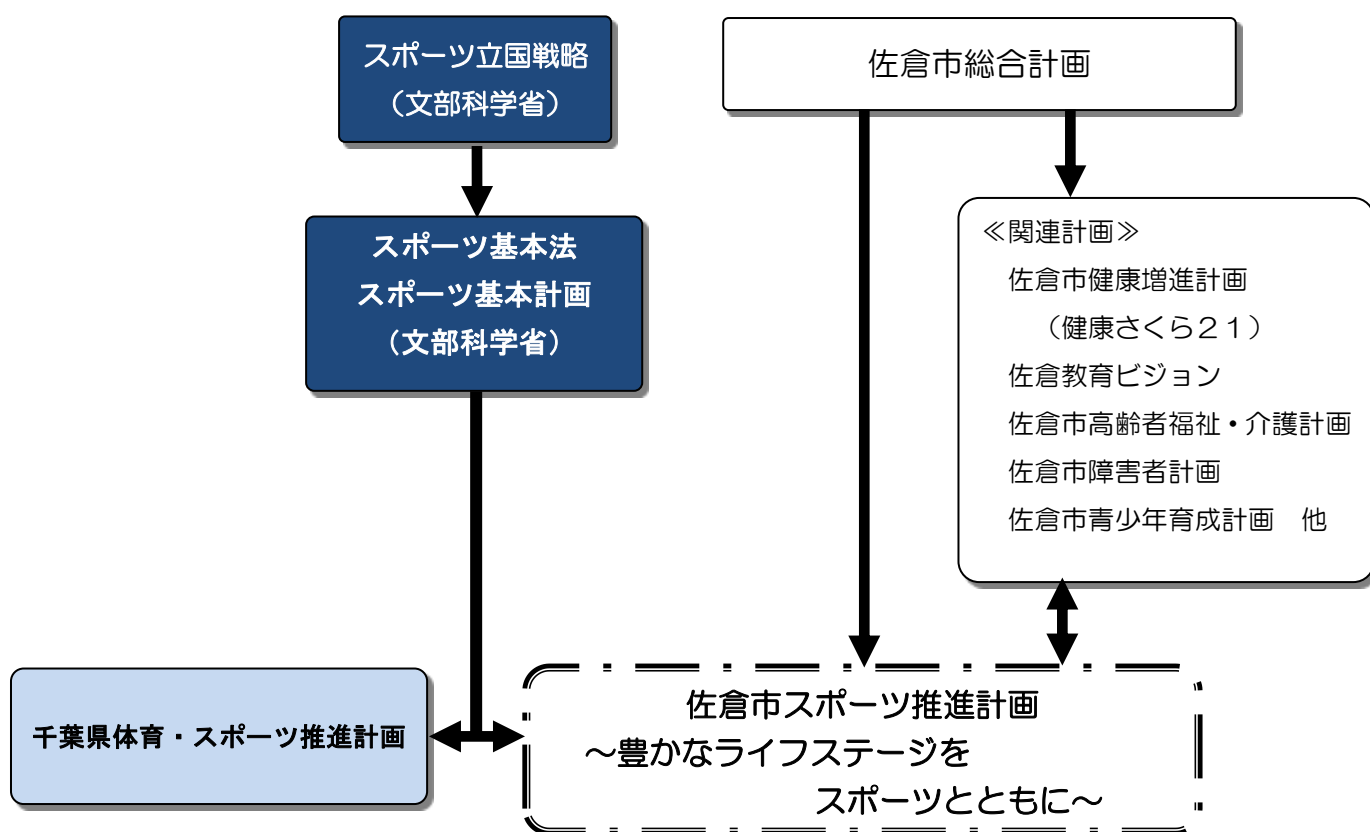 スポーツ立国戦略
（文部科学省）
佐倉市総合計画
スポーツ基本法
スポーツ基本計画
（文部科学省）
≪関連計画≫
佐倉市健康増進計画
（健康さくら２１）
佐倉教育ビジョン
佐倉市高齢者福祉・介護計画
佐倉市障害者計画
佐倉市青少年育成計画　他
千葉県体育・スポーツ推進計画
佐倉市スポーツ推進計画
～豊かなライフステージを
スポーツとともに～